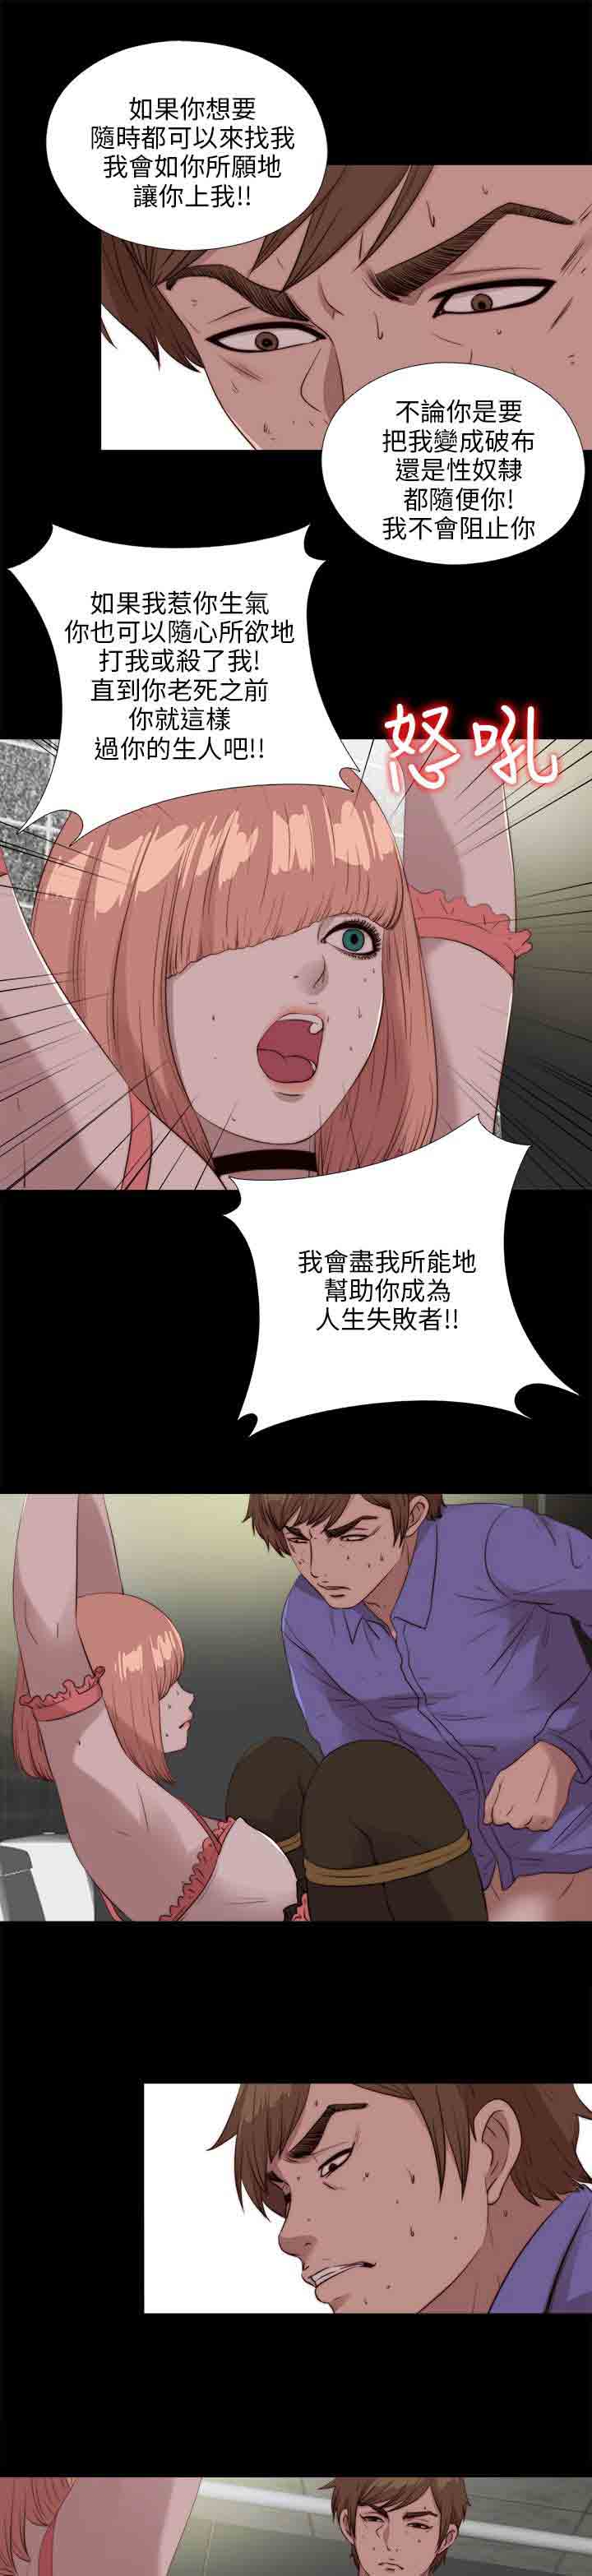 如果你想要
隨時都可以來找我
我會如你所願地
讓你上我!!
不論你是要
把我變成破布
還是性奴隸
都隨便你!
我不會阻止你
如果我惹你生氣
你也可以隨心所欲地
打我或殺了我!
直到你老死之前
你就這樣
過你的生人吧!!
怒吼
我會盡我所能地
幫助你成為
人生失敗者!!